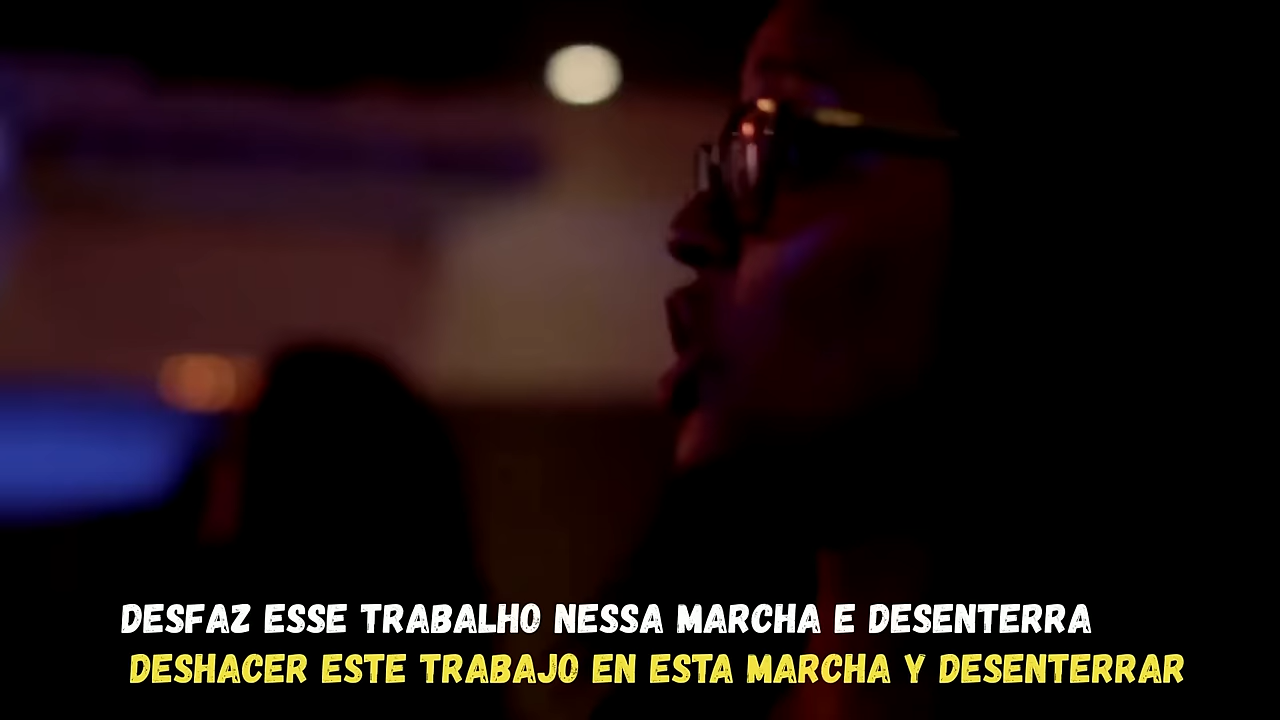 DESFAZ ESSE TRABALHO NESSA MARCHA E DESENTERRA
DESHACER ESTE TRABAJO EN ESTA MARCHA Y DESENTERRAR